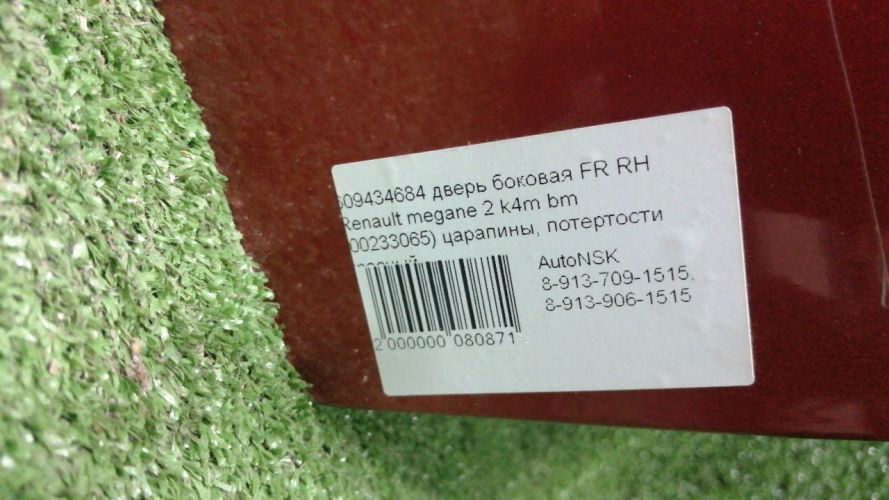 609434684 дверь боковая FR RH
Renault megane 2 k4m bm
00233065) царапины, потертости
AutoNSK
8-913-709-1515,
8-913-906-1515
2 000000 080871